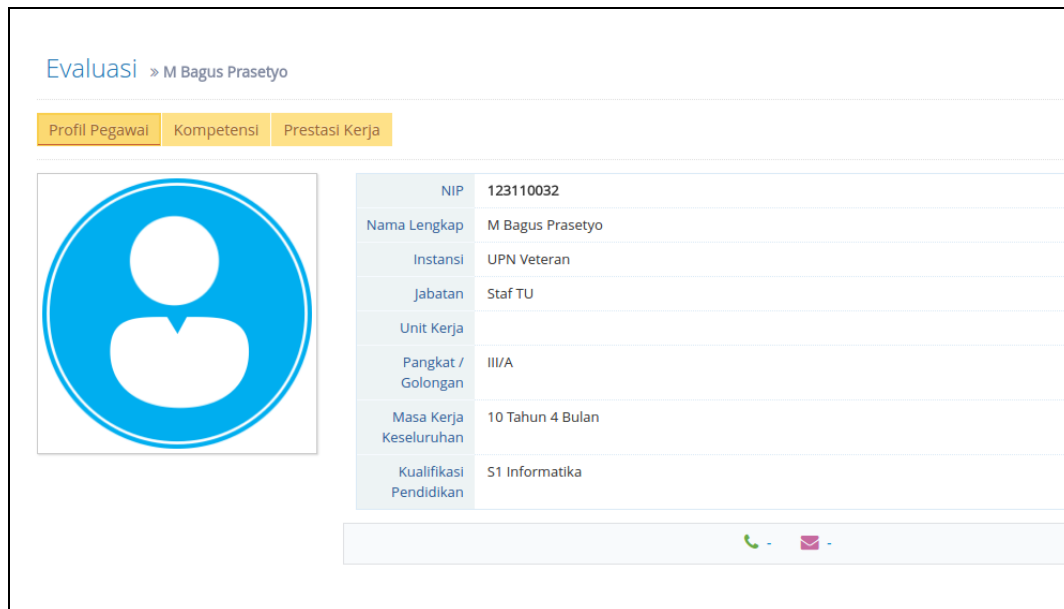 Evaluasi » M Bagus Prasetyo
Profil Pegawai Kompetensi Prestasi Kerja
NIP 123110032
Nama Lengkap M Bagus Prasetyo
Instansi UPN Veteran
Jabatan Staf TU
Unit Kerja
Pangkat / III/A
Golongan
Masa Kerja 10 Tahun 4 Bulan
Keseluruhan
Kualifikasi S1 Informatika
Pendidikan
- -